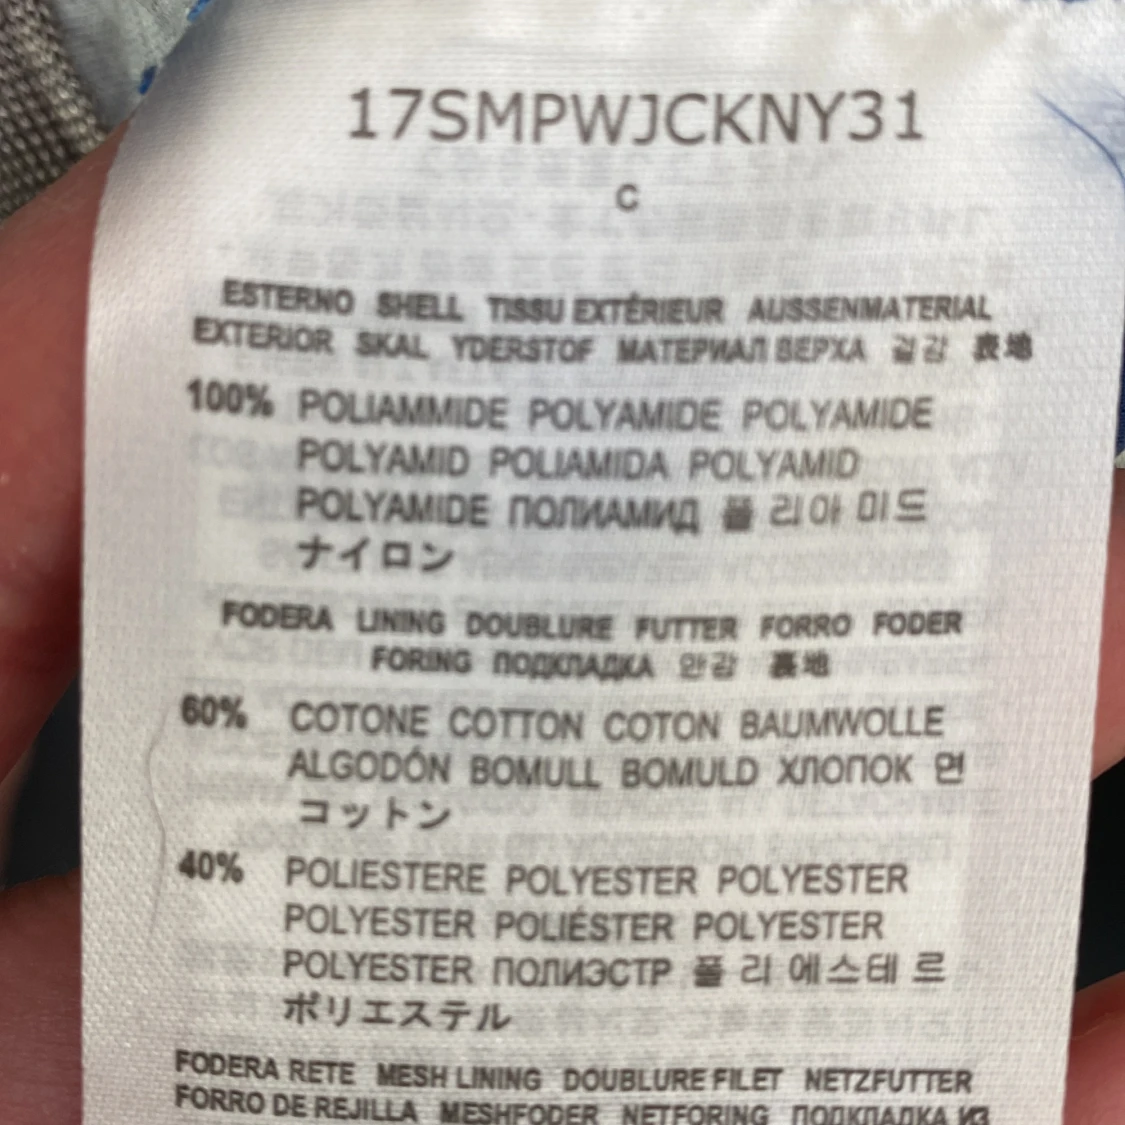 17SMPWJCKNY31
C
ESTERNO SHELL TISSU EXTÉRIEUR AUSSENMATERIAL
EXTERIOR SKAL YDERSTOF МАТЕРИАЛ ВЕРХА 겉감 表地
100% POLIAMMIDE POLYAMIDE POLYAMIDE
POLYAMID POLIAMIDA POLYAMID
POLYAMIDE ПОЛИАМИД 폴리아미드
ナイロン
FODERA LINING DOUBLURE FUTTER FORRO FODER
FORING ПОДКЛАДКА 안감 裏地
60% COTONE COTTON COTON BAUMWOLLE
ALGODÓN BOMULL BOMULD ХЛОПОК 면
コットン
40% POLIESTERE POLYESTER POLYESTER
POLYESTER POLIÉSTER POLYESTER
POLYESTER ПОЛИЭСТР 폴리에스테르
ポリエステル
FODERA RETE MESH LINING DOUBLURE FILET NETZFUTTER
FORRO DE REJILLA MESHFODER NETFORING ПОДКЛАДКА ИЗ